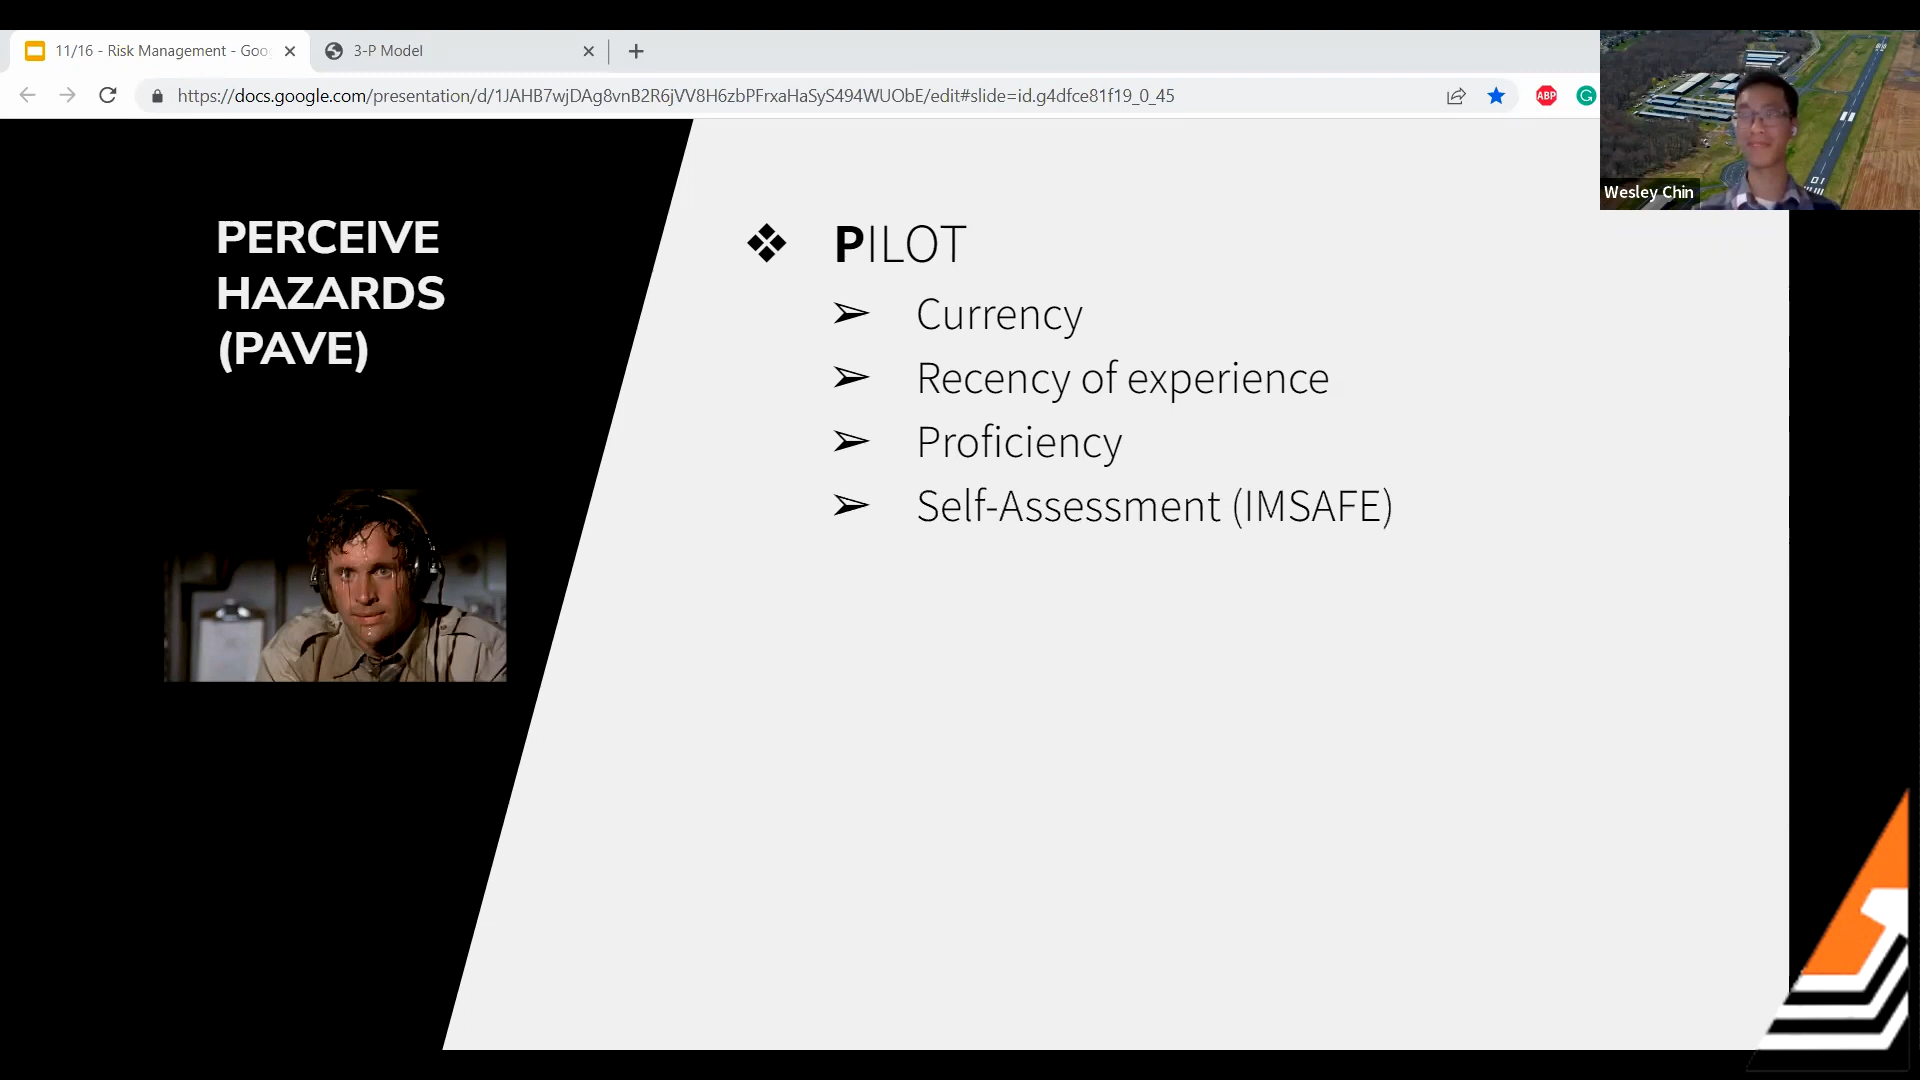 11/16 - Risk Management - Goo
3-P Model
https://docs.google.com/presentation/d/1JAHB7wjDAg8vnB2R6jVV8H6zbPFrxaHaSyS494WUObE/edit#slide=id.g4dfce81f19_0_45
ABP
Wesley Chin
PERCEIVE
HAZARDS
(PAVE)
PILOT
Currency
Recency of experience
Proficiency
Self-Assessment (IMSAFE)